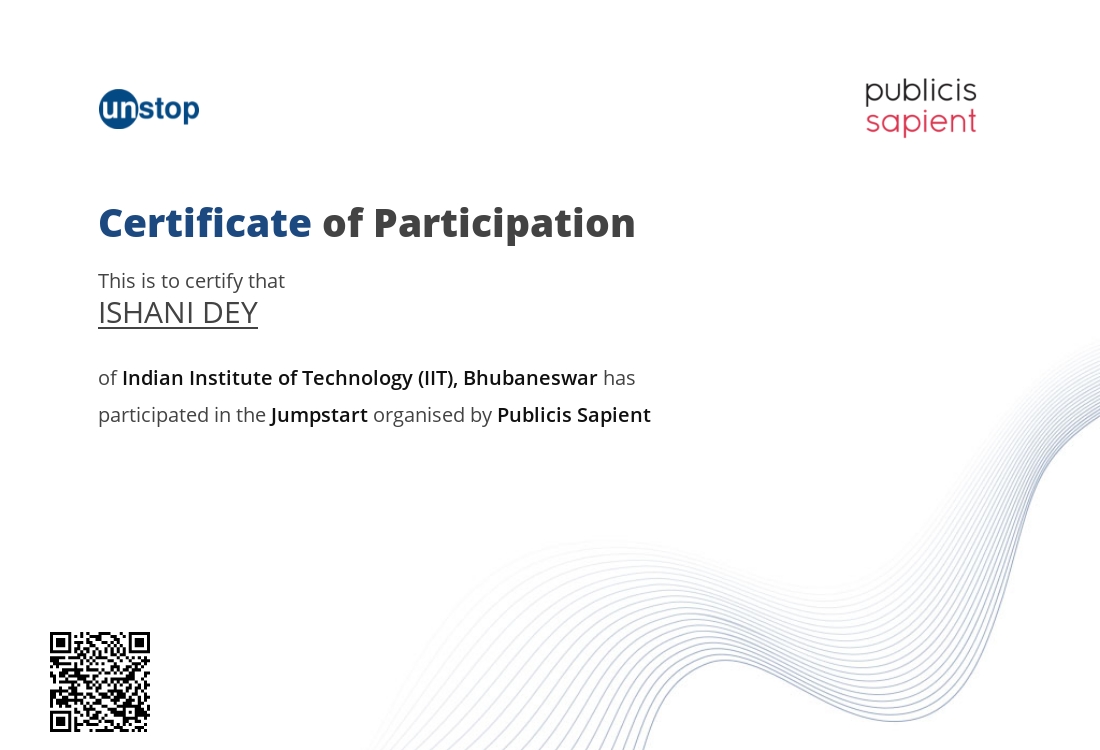 unstop
publicis
sapient
Certificate of Participation
This is to certify that
ISHANI DEY
of Indian Institute of Technology (IIT), Bhubaneswar has
participated in the Jumpstart organised by Publicis Sapient